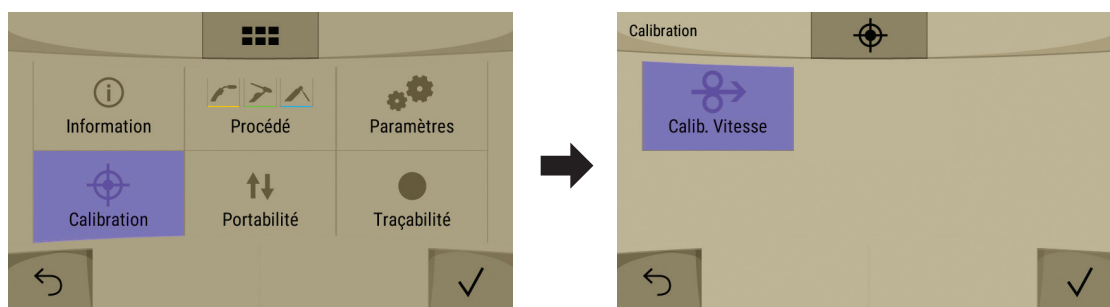 Information
Procédé
Paramètres
Calibration
Portabilité
Traçabilité
Calibration
Calib. Vitesse